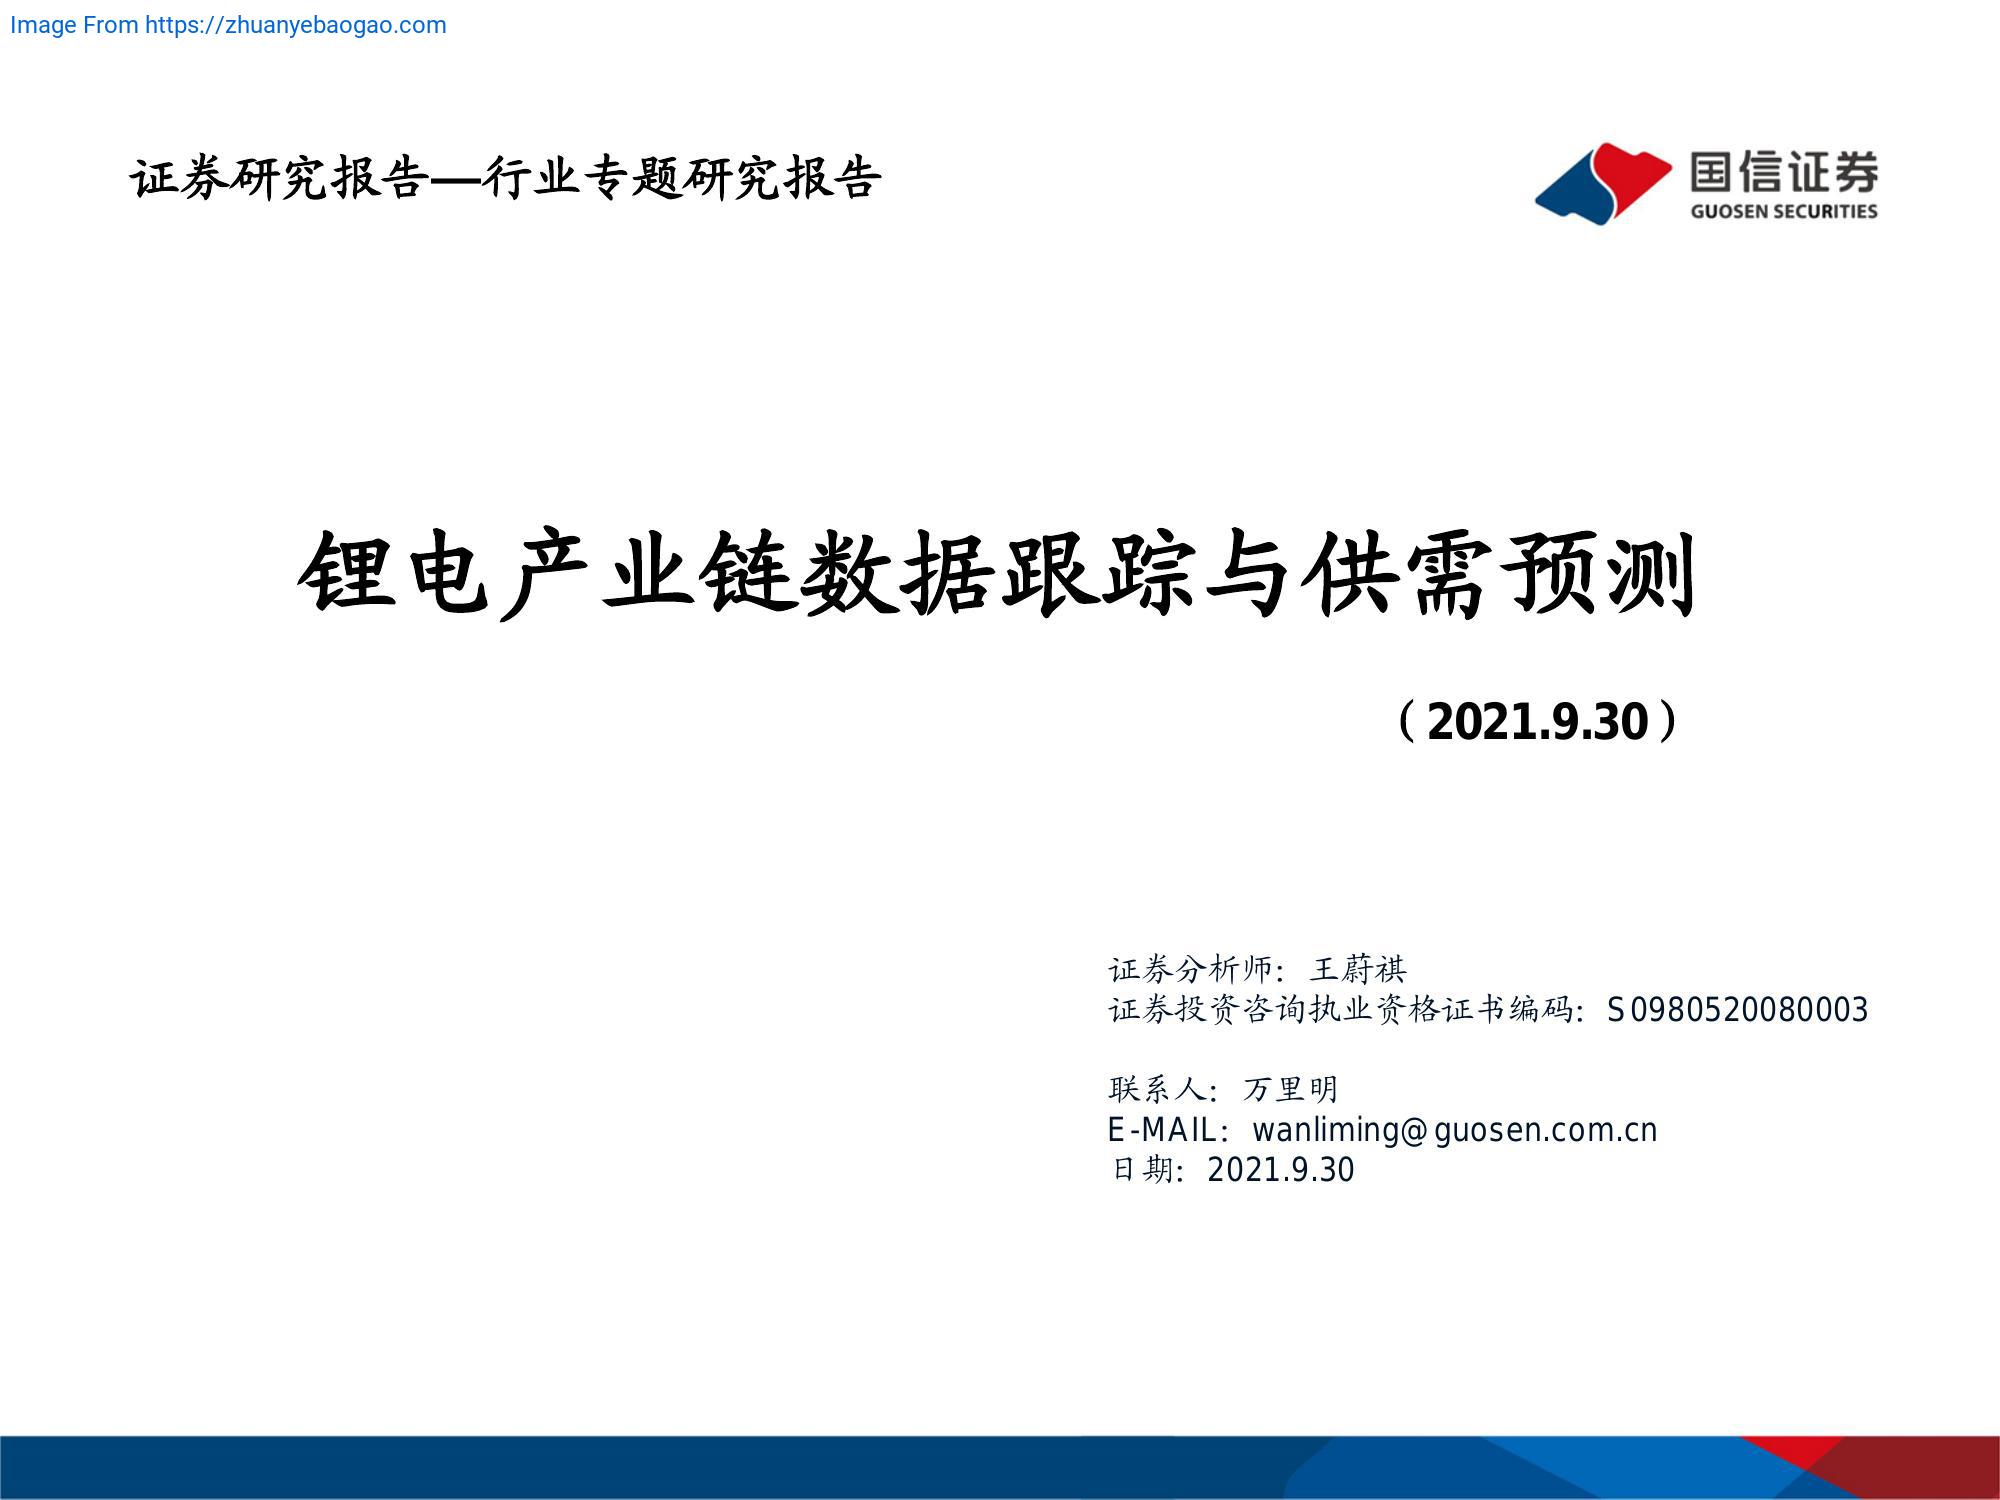 Image From https://zhuanyebaogao.com
证券研究报告—行业专题研究报告
国信证券
GUOSEN SECURITIES
锂电产业链数据跟踪与供需预测
（2021.9.30）
证券分析师：王蔚祺
证券投资咨询执业资格证书编码：S0980520080003
联系人：万里明
E-MAIL：wanliming@guosen.com.cn
日期：2021.9.30